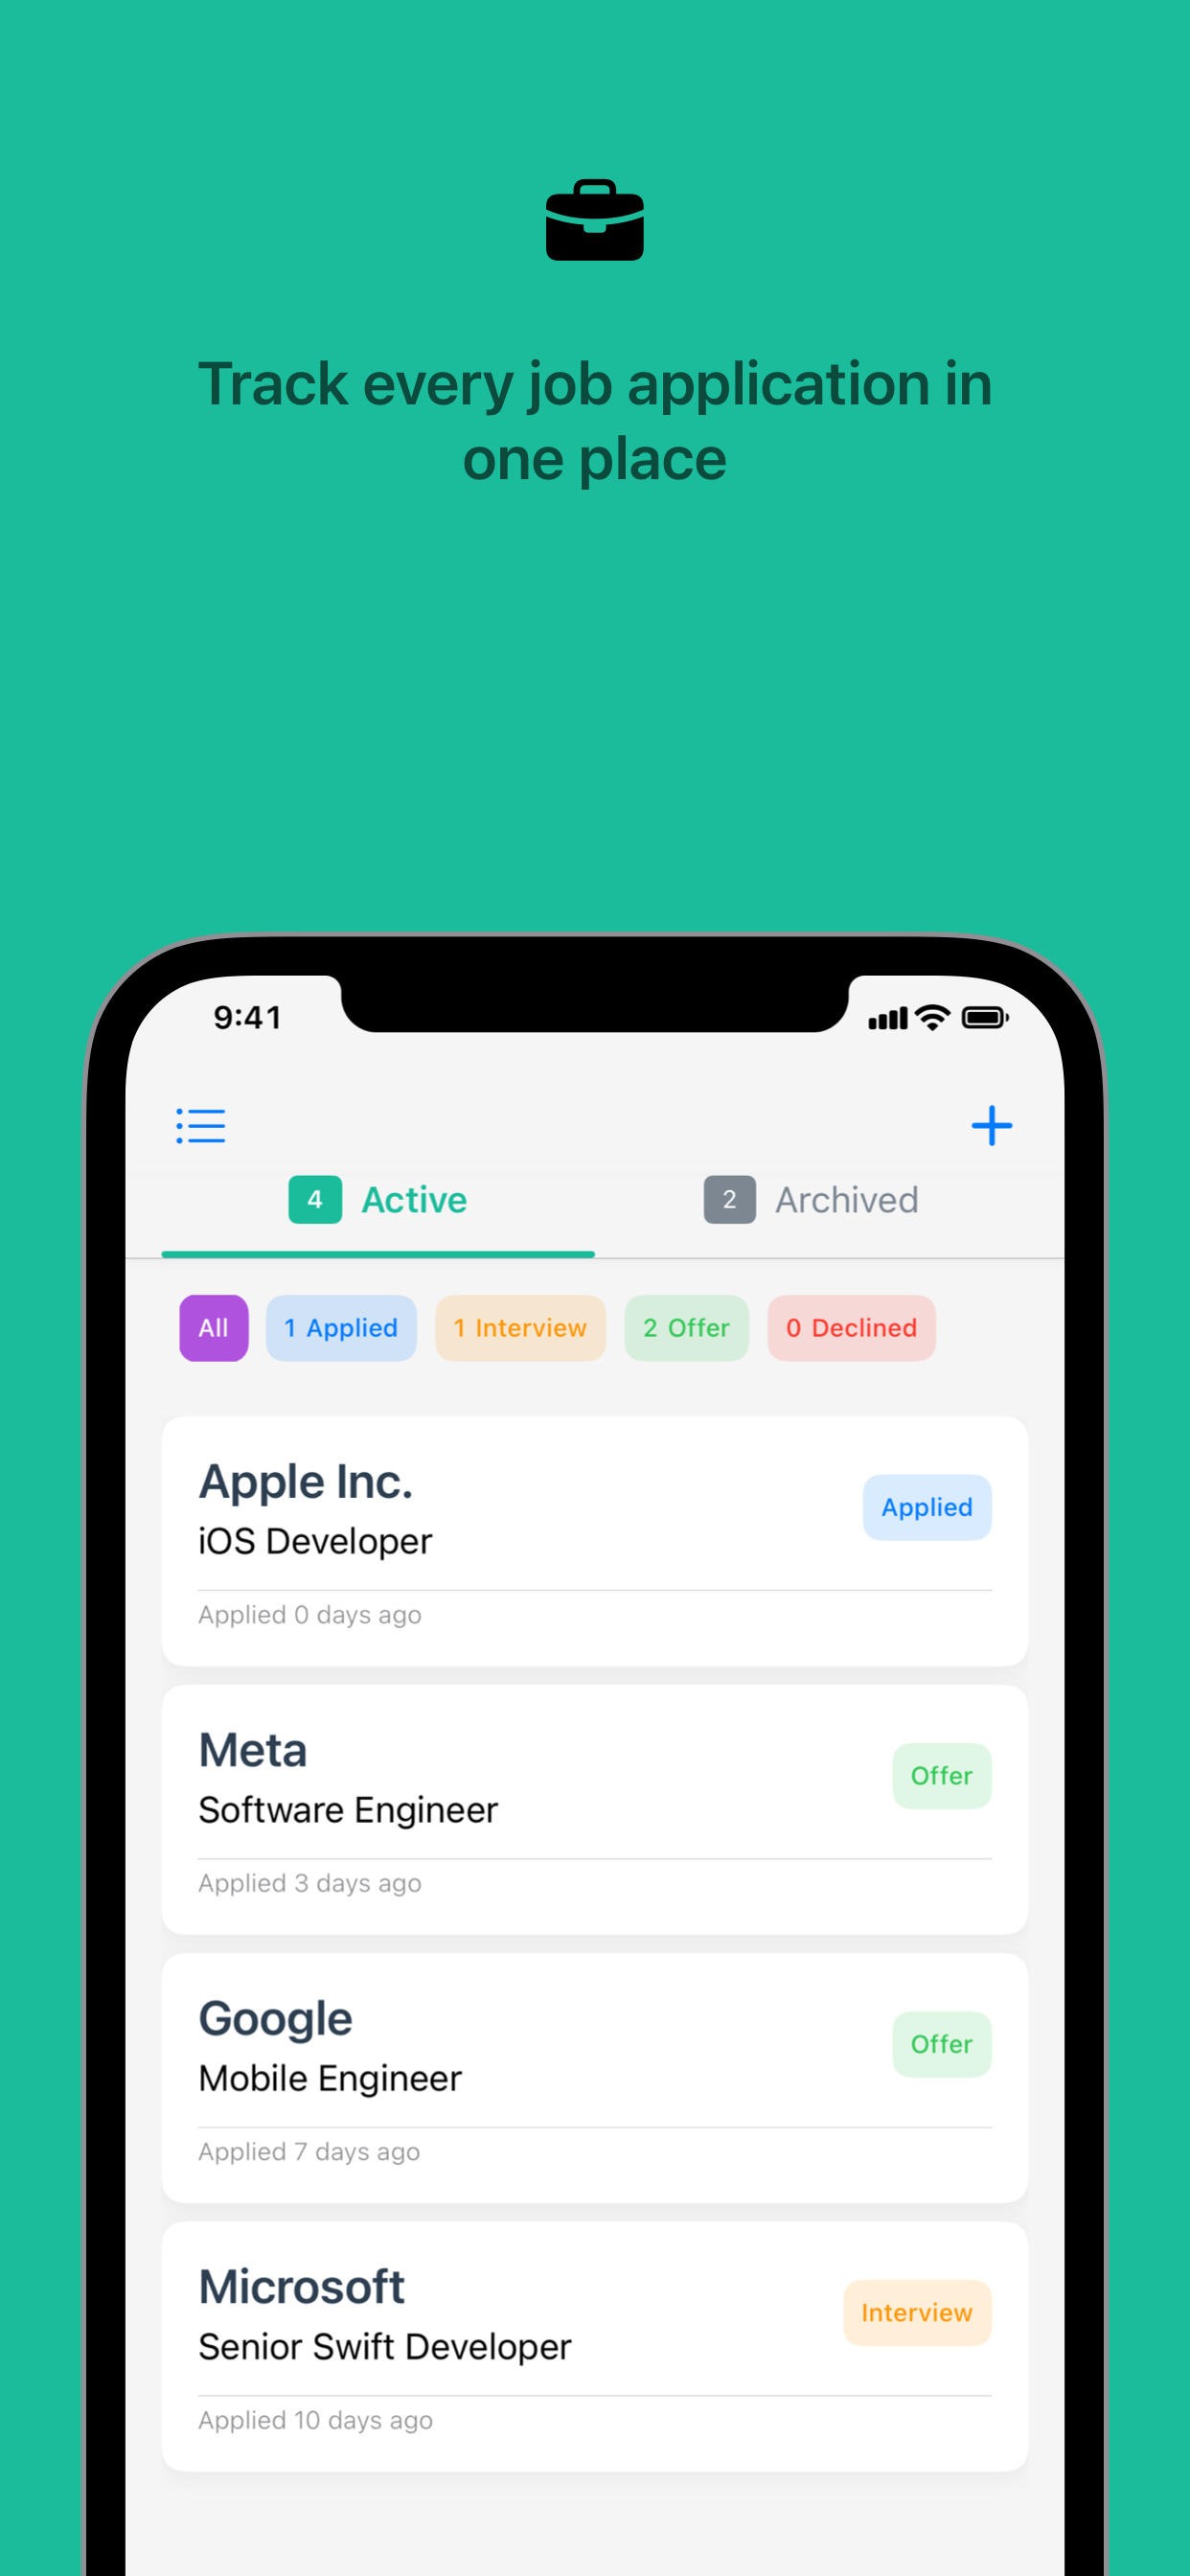 Track every job application in
one place
9:41
4 Active
2 Archived
All
1 Applied
1 Interview
2 Offer
0 Declined
Apple Inc.
Applied
iOS Developer
Applied 0 days ago
Meta
Offer
Software Engineer
Applied 3 days ago
Google
Offer
Mobile Engineer
Applied 7 days ago
Microsoft
Interview
Senior Swift Developer
Applied 10 days ago